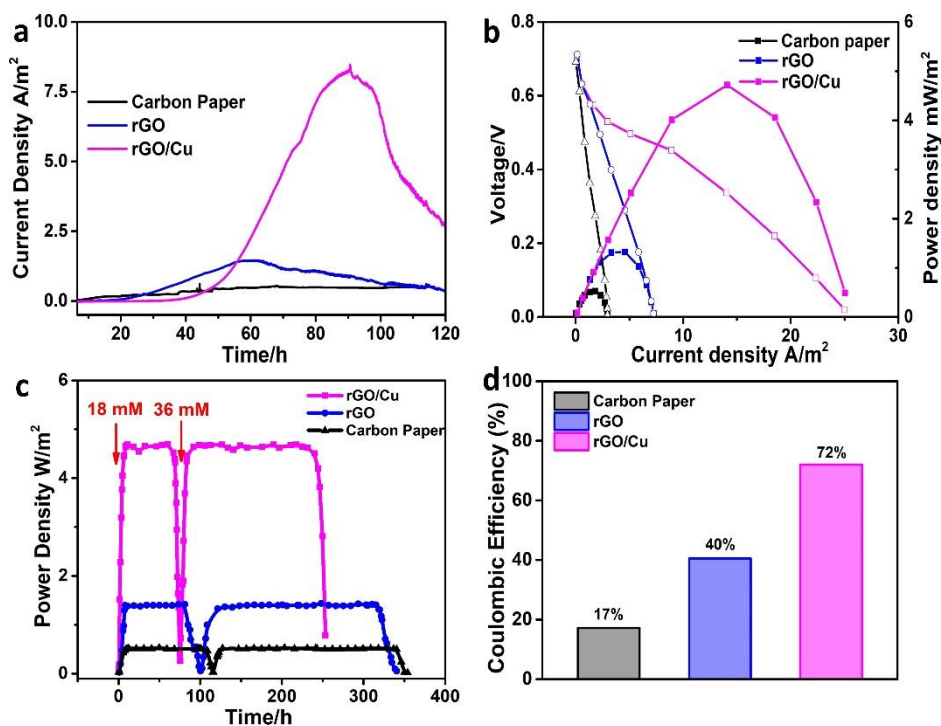 a
Current Density A/m²
10.0
7.5
5.0
2.5
0.0
Carbon Paper
rGO
rGO/Cu
20 40 60 80 100 120
Time/h
b
Voltage/V
0.8
0.6
0.4
0.2
0.0
Carbon paper
rGO
rGO/Cu
6
4
2
0
Power density mW/m²
0 10 20 30
Current density A/m²
c
Power Density W/m²
6
4
2
0
18 mM 36 mM
rGO/Cu
rGO
Carbon Paper
0 100 200 300 400
Time/h
d
Coulombic Efficiency (%)
100
80
60
40
20
0
Carbon Paper
rGO
rGO/Cu
17%
40%
72%